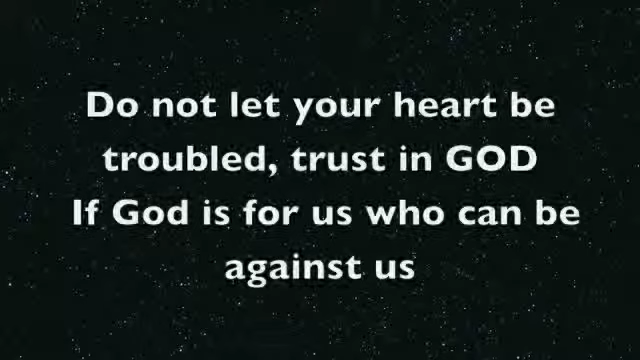 Do not let your heart be
troubled, trust in GOD
If God is for us who can be
against us